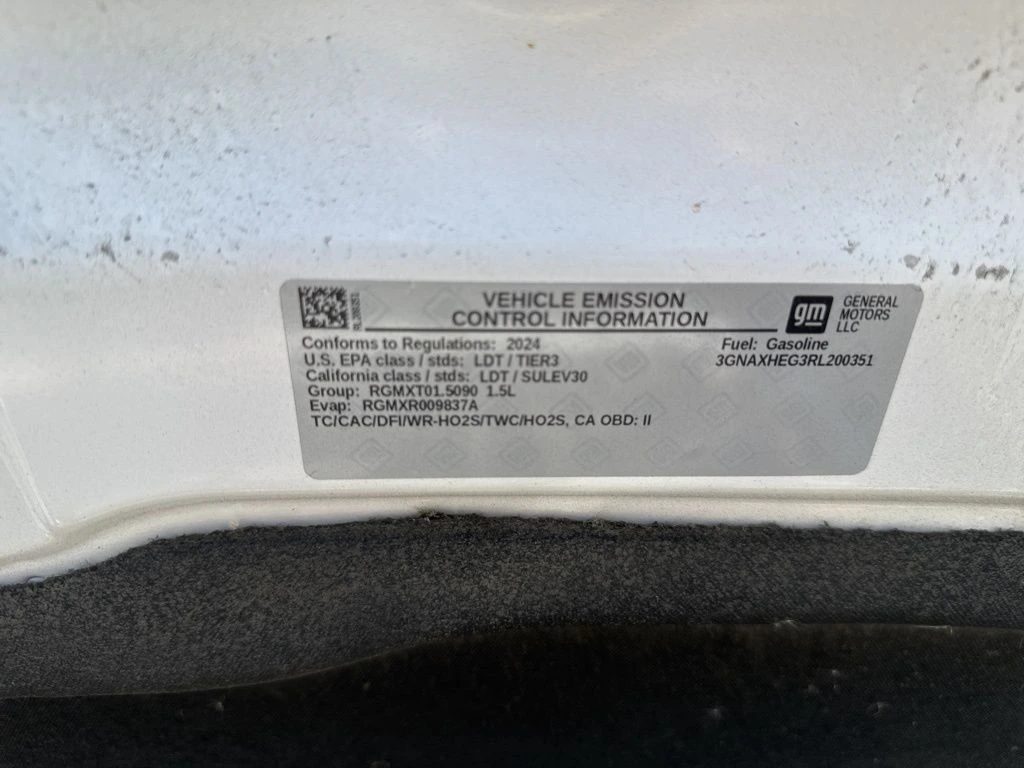 VEHICLE EMISSION
CONTROL INFORMATION
gm
GENERAL
MOTORS
LLC
RL200351
Conforms to Regulations: 2024
U.S. EPA class / stds: LDT / TIER3
California class / stds: LDT / SULEV30
Group: RGMXT01.5090 1.5L
Evap: RGMXR009837A
TC/CAC/DFI/WR-HO2S/TWC/HO2S, CA OBD: II
Fuel: Gasoline
3GNAXHEG3RL200351